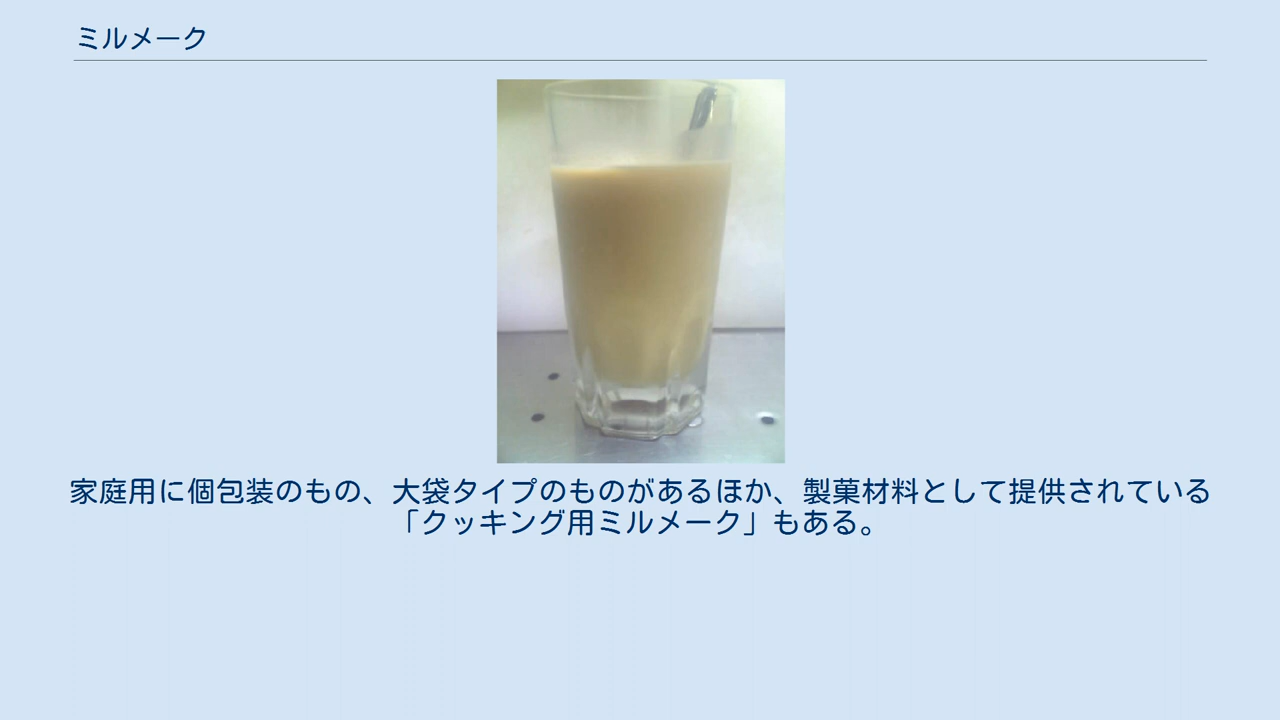 ミルメーク
家庭用に個包装のもの、大袋タイプのものがあるほか、製菓材料として提供されている
「クッキング用ミルメーク」もある。